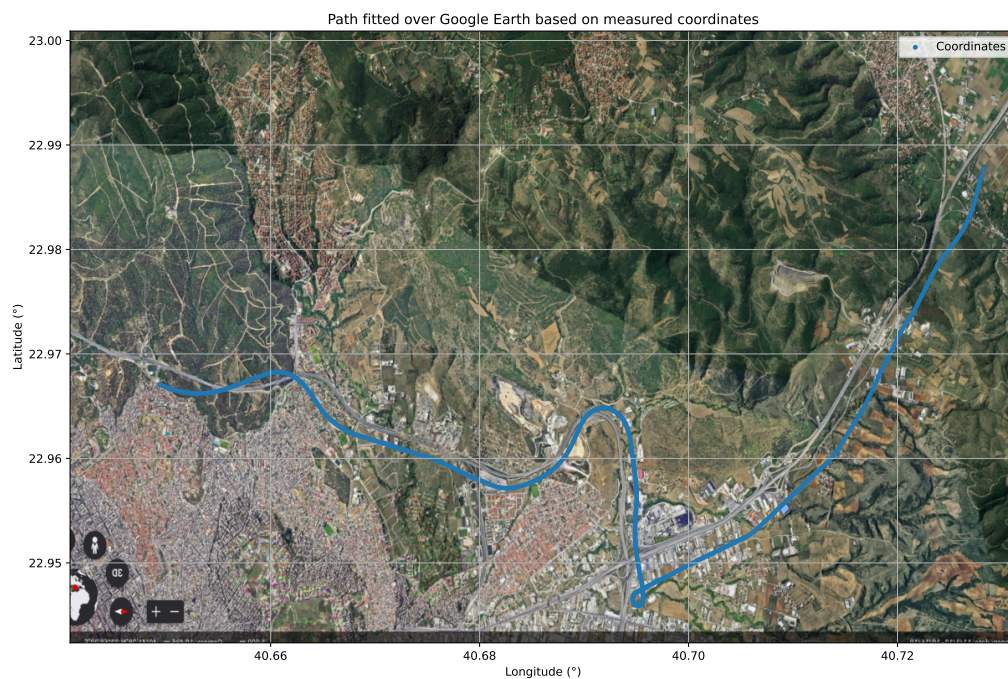 Path fitted over Google Earth based on measured coordinates
Coordinates
23.00
22.99
22.98
22.97
22.96
22.95
Latitude (°)
3D
+ −
40.66
40.68
40.70
40.72
Longitude (°)